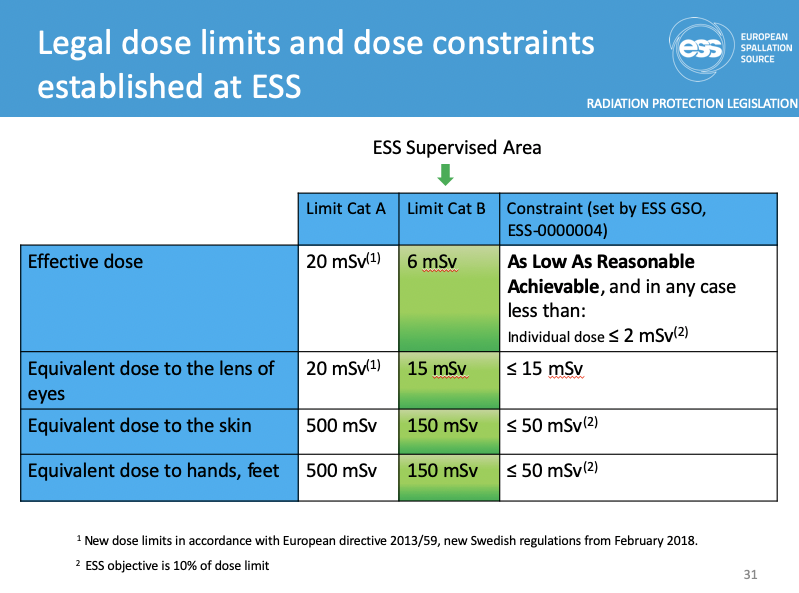 Legal dose limits and dose constraints
established at ESS
ess
EUROPEAN
SPALLATION
SOURCE
RADIATION PROTECTION LEGISLATION
ESS Supervised Area
Limit Cat A
Limit Cat B
Constraint (set by ESS GSO,
ESS-0000004)
Effective dose
20 mSv(1)
6 mSv
As Low As Reasonable
Achievable, and in any case
less than:
Individual dose ≤ 2 mSv(2)
Equivalent dose to the lens of
eyes
20 mSv(1)
15 mSv
≤ 15 mSv
Equivalent dose to the skin
500 mSv
150 mSv
≤ 50 mSv(2)
Equivalent dose to hands, feet
500 mSv
150 mSv
≤ 50 mSv(2)
1 New dose limits in accordance with European directive 2013/59, new Swedish regulations from February 2018.
2 ESS objective is 10% of dose limit
31